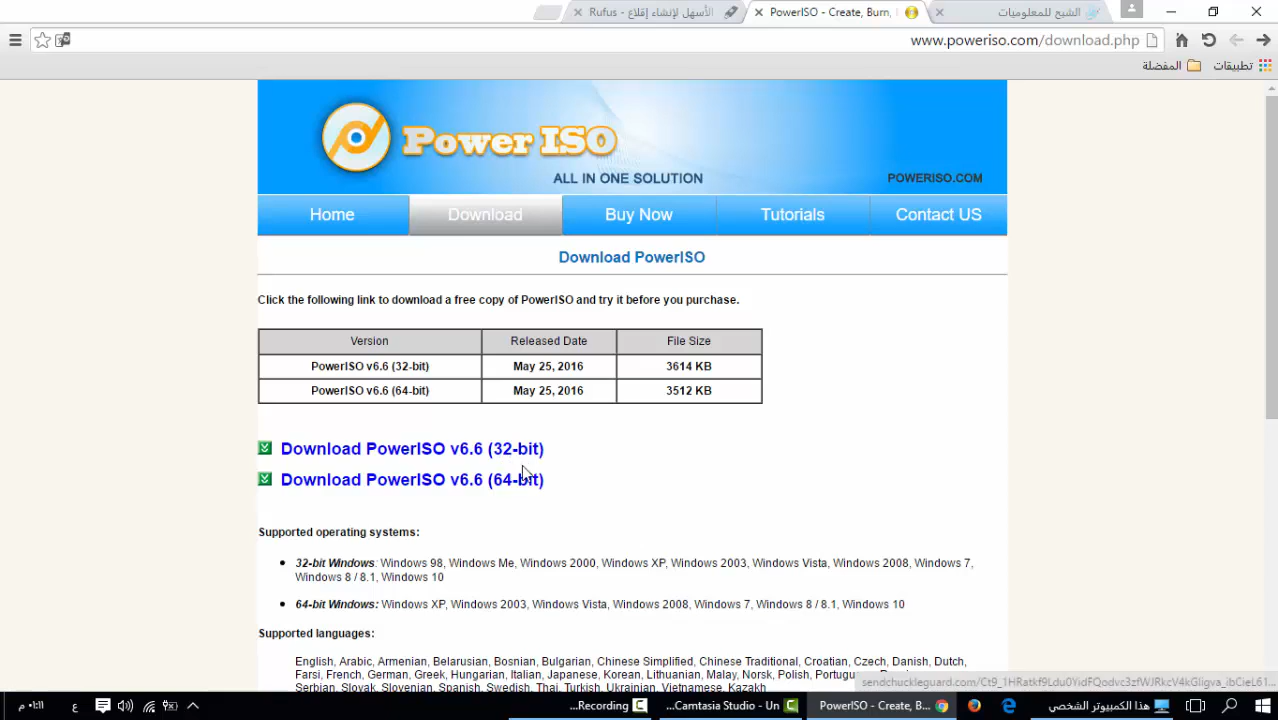 Rufus - الأسهل لإنشاء إقلاع
PowerISO - Create, Burn,
الشيخ للمعلوميات
www.poweriso.com/download.php
تطبيقات
المفضلة
Power ISO
ALL IN ONE SOLUTION
POWERISO.COM
Home
Download
Buy Now
Tutorials
Contact US
Download PowerISO
Click the following link to download a free copy of PowerISO and try it before you purchase.
Version Released Date File Size
PowerISO v6.6 (32-bit) May 25, 2016 3614 KB
PowerISO v6.6 (64-bit) May 25, 2016 3512 KB
Download PowerISO v6.6 (32-bit)
Download PowerISO v6.6 (64-bit)
Supported operating systems:
32-bit Windows: Windows 98, Windows Me, Windows 2000, Windows XP, Windows 2003, Windows Vista, Windows 2008, Windows 7,
Windows 8 / 8.1, Windows 10
64-bit Windows: Windows XP, Windows 2003, Windows Vista, Windows 2008, Windows 7, Windows 8 / 8.1, Windows 10
Supported languages:
English, Arabic, Armenian, Belarusian, Bosnian, Bulgarian, Chinese Simplified, Chinese Traditional, Croatian, Czech, Danish, Dutch,
Farsi, French, German, Greek, Hungarian, Italian, Japanese, Korean, Lithuanian, Malay, Norsk, Polish,
Serbian, Slovak, Slovenian, Spanish, Swedish, Thai, Turkish, Ukrainian, Vietnamese, Kazakh
م ٠١:١١
ع
...Recording
...Camtasia Studio - Un
PowerISO - Create, B...
هذا الكمبيوتر الشخصي